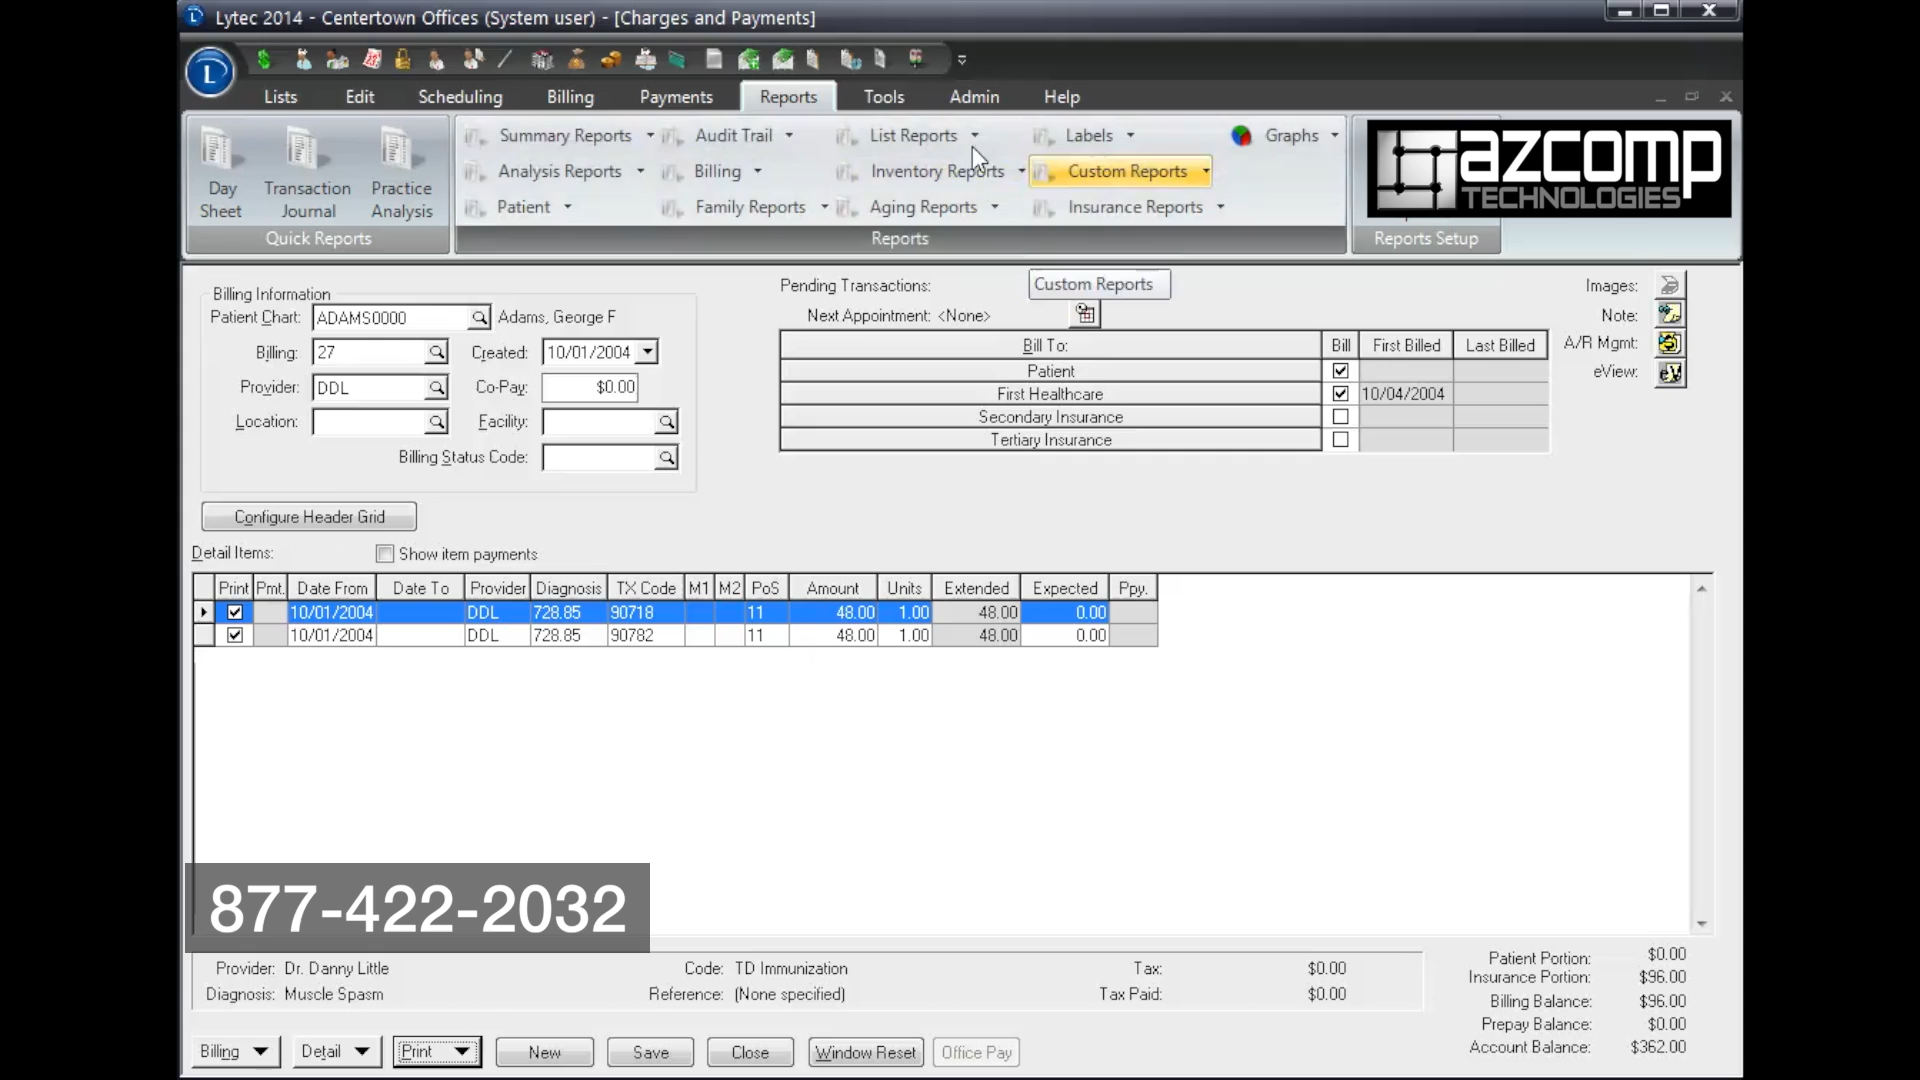 Lytec 2014 - Centertown Offices (System user) - [Charges and Payments]
L
Lists Edit Scheduling Billing Payments Reports Tools Admin Help
Day Sheet
Transaction Journal
Practice Analysis
Quick Reports
Summary Reports Audit Trail List Reports Labels Graphs
Analysis Reports Billing Inventory Reports Custom Reports
Patient Family Reports Aging Reports Insurance Reports
Reports
azcomp
TECHNOLOGIES
Reports Setup
Custom Reports
Billing Information
Patient Chart: ADAMS0000 Adams, George F
Billing: 27 Created: 10/01/2004
Provider: DDL Co-Pay: $0.00
Location: Facility:
Billing Status Code:
Pending Transactions:
Next Appointment: <None>
Bill To: Bill First Billed Last Billed
Patient
First Healthcare 10/04/2004
Secondary Insurance
Tertiary Insurance
Images:
Note:
A/R Mgmt:
eView: eV
Configure Header Grid
Detail Items: Show item payments
Print Pmt. Date From Date To Provider Diagnosis TX Code M1 M2 PoS Amount Units Extended Expected Ppy.
10/01/2004 DDL 728.85 90718 11 48.00 1.00 48.00 0.00
10/01/2004 DDL 728.85 90782 11 48.00 1.00 48.00 0.00
877-422-2032
Provider: Dr. Danny Little Code: TD Immunization Tax: $0.00
Diagnosis: Muscle Spasm Reference: (None specified) Tax Paid: $0.00
Patient Portion: $0.00
Insurance Portion: $96.00
Billing Balance: $96.00
Prepay Balance: $0.00
Account Balance: $362.00
Billing Detail Print New Save Close Window Reset Office Pay